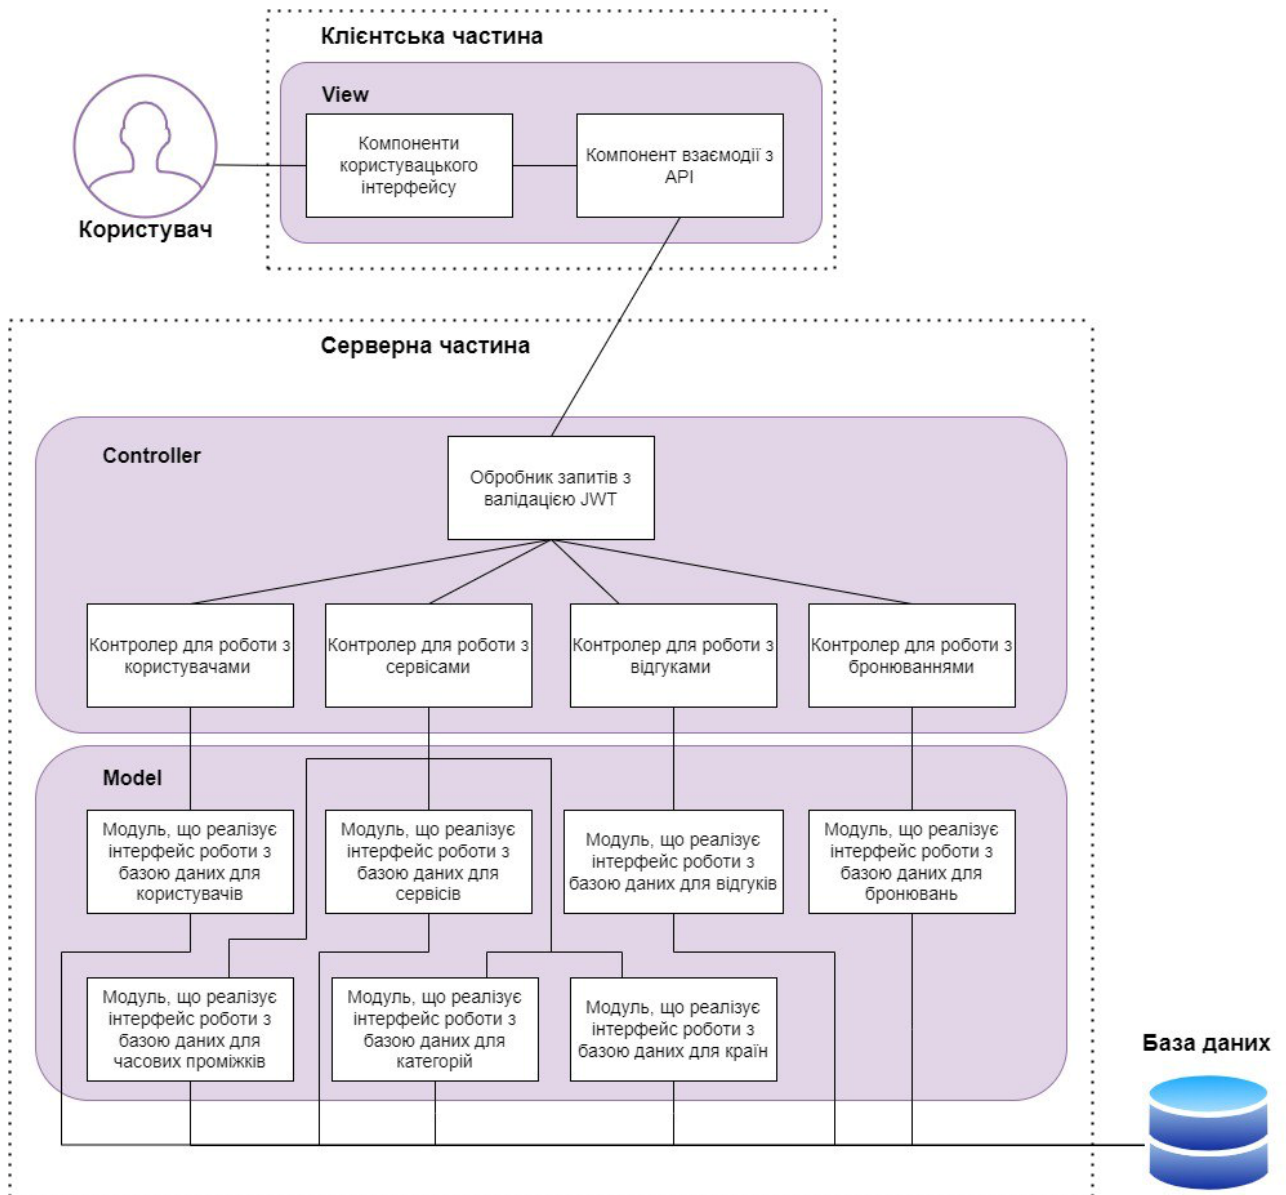 Клієнтська частина
View
Компоненти
користувацького
інтерфейсу
Компонент взаємодії з
API
Користувач
Серверна частина
Controller
Обробник запитів з
валідацією JWT
Контролер для роботи з
користувачами
Контролер для роботи з
сервісами
Контролер для роботи з
відгуками
Контролер для роботи з
бронюваннями
Model
Модуль, що реалізує
інтерфейс роботи з
базою даних для
користувачів
Модуль, що реалізує
інтерфейс роботи з
базою даних для
сервісів
Модуль, що реалізує
інтерфейс роботи з
базою даних для відгуків
Модуль, що реалізує
інтерфейс роботи з
базою даних для
бронювань
Модуль, що реалізує
інтерфейс роботи з
базою даних для
часових проміжків
Модуль, що реалізує
інтерфейс роботи з
базою даних для
категорій
Модуль, що реалізує
інтерфейс роботи з
базою даних для країн
База даних